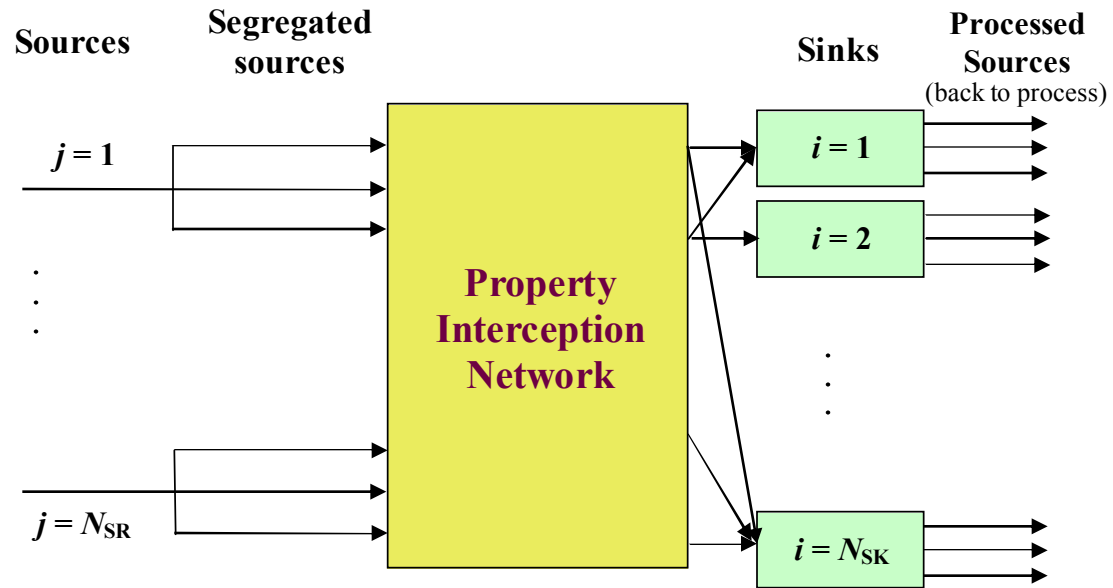 Sources
Segregated
sources
Sinks
Processed
Sources
(back to process)
j = 1
i = 1
i = 2
Property
Interception
Network
j = NSR
i = NSK